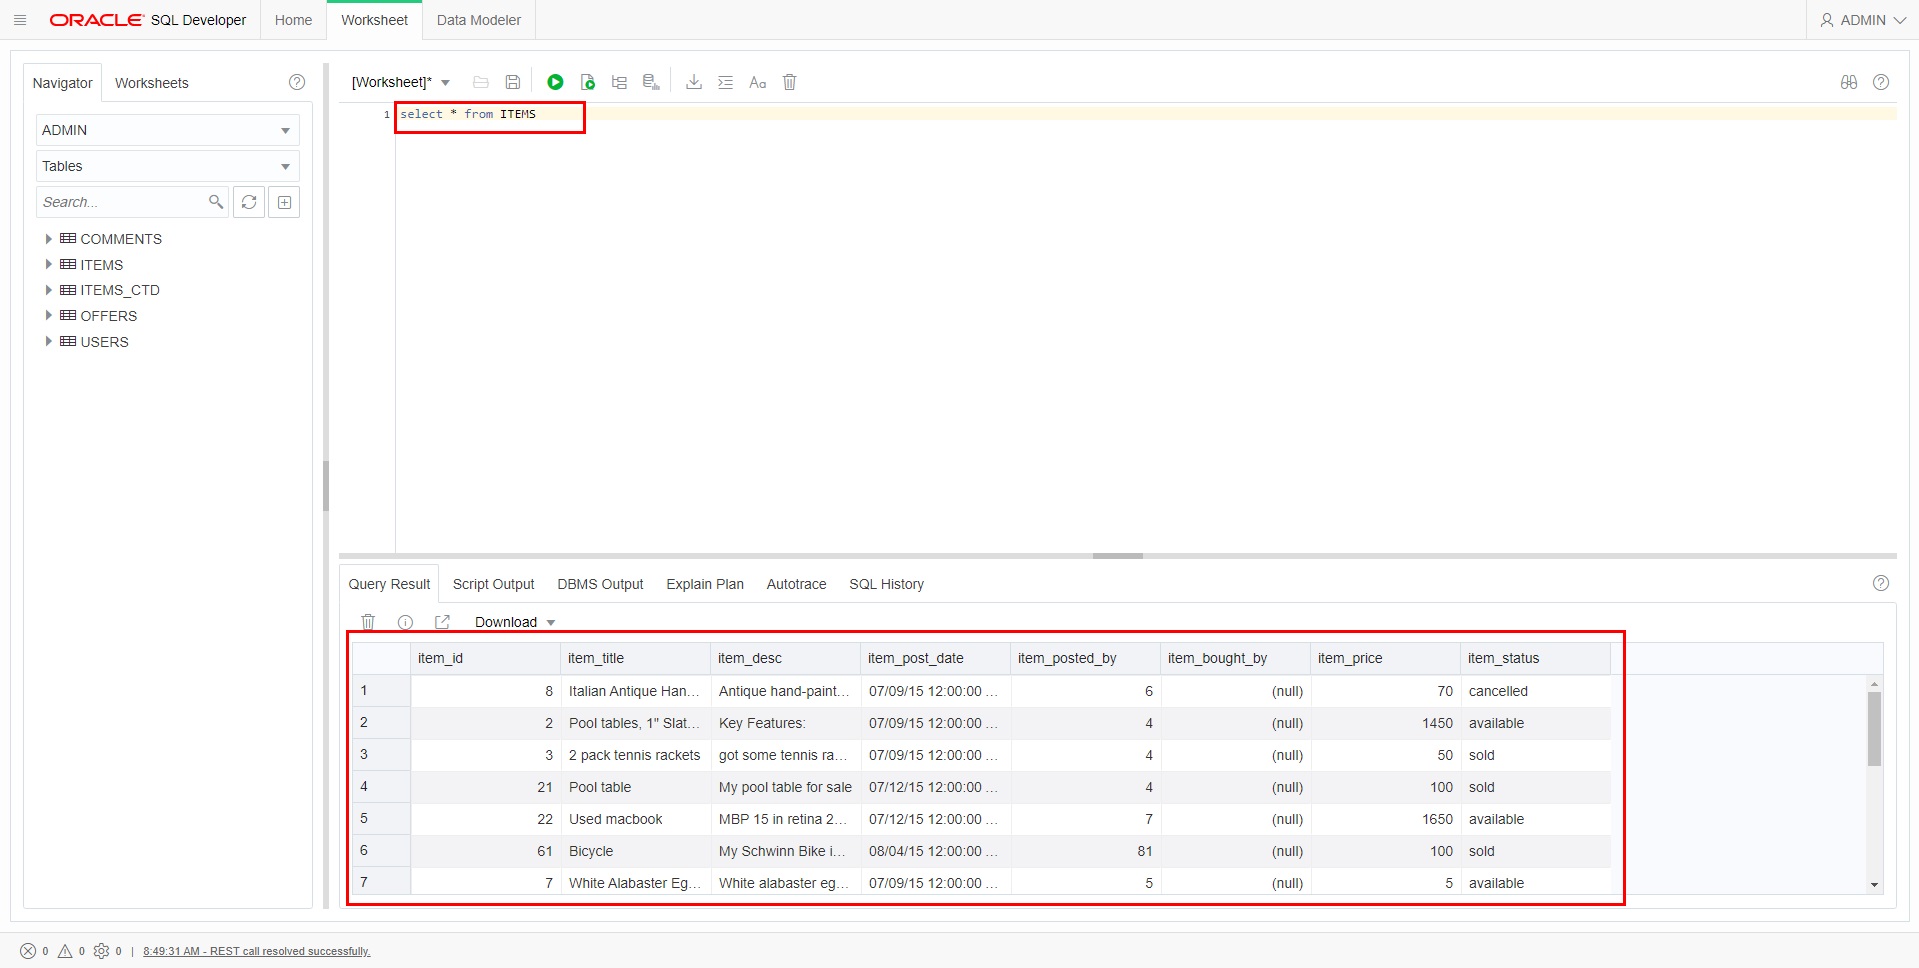 ORACLE SQL Developer Home Worksheet Data Modeler ADMIN
Navigator Worksheets
ADMIN
Tables
Search...
COMMENTS
ITEMS
ITEMS_CTD
OFFERS
USERS
[Worksheet]* Aa
1 select * from ITEMS
Query Result Script Output DBMS Output Explain Plan Autotrace SQL History
Download
item_id item_title item_desc item_post_date item_posted_by item_bought_by item_price item_status
1 8 Italian Antique Han... Antique hand-paint... 07/09/15 12:00:00 ... 6 (null) 70 cancelled
2 2 Pool tables, 1" Slat... Key Features: 07/09/15 12:00:00 ... 4 (null) 1450 available
3 3 2 pack tennis rackets got some tennis ra... 07/09/15 12:00:00 ... 4 (null) 50 sold
4 21 Pool table My pool table for sale 07/12/15 12:00:00 ... 4 (null) 100 sold
5 22 Used macbook MBP 15 in retina 2... 07/12/15 12:00:00 ... 7 (null) 1650 available
6 61 Bicycle My Schwinn Bike i... 08/04/15 12:00:00 ... 81 (null) 100 sold
7 7 White Alabaster Eg... White alabaster eg... 07/09/15 12:00:00 ... 5 (null) 5 available
0 0 0 | 8:49:31 AM - REST call resolved successfully.